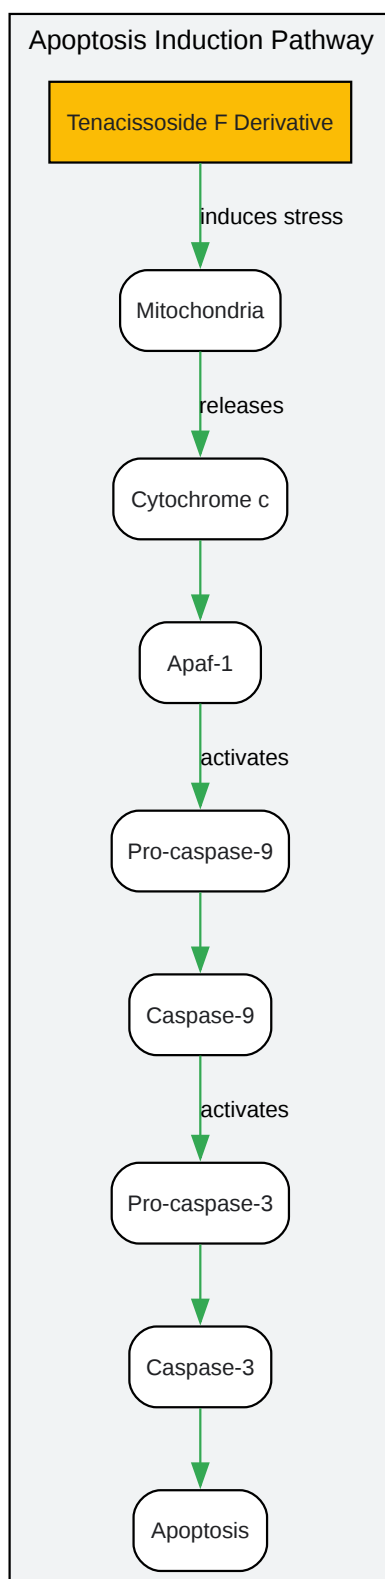 Apoptosis Induction Pathway
Tenacissoside F Derivative
induces stress
Mitochondria
releases
Cytochrome c
Apaf-1
activates
Pro-caspase-9
Caspase-9
activates
Pro-caspase-3
Caspase-3
Apoptosis